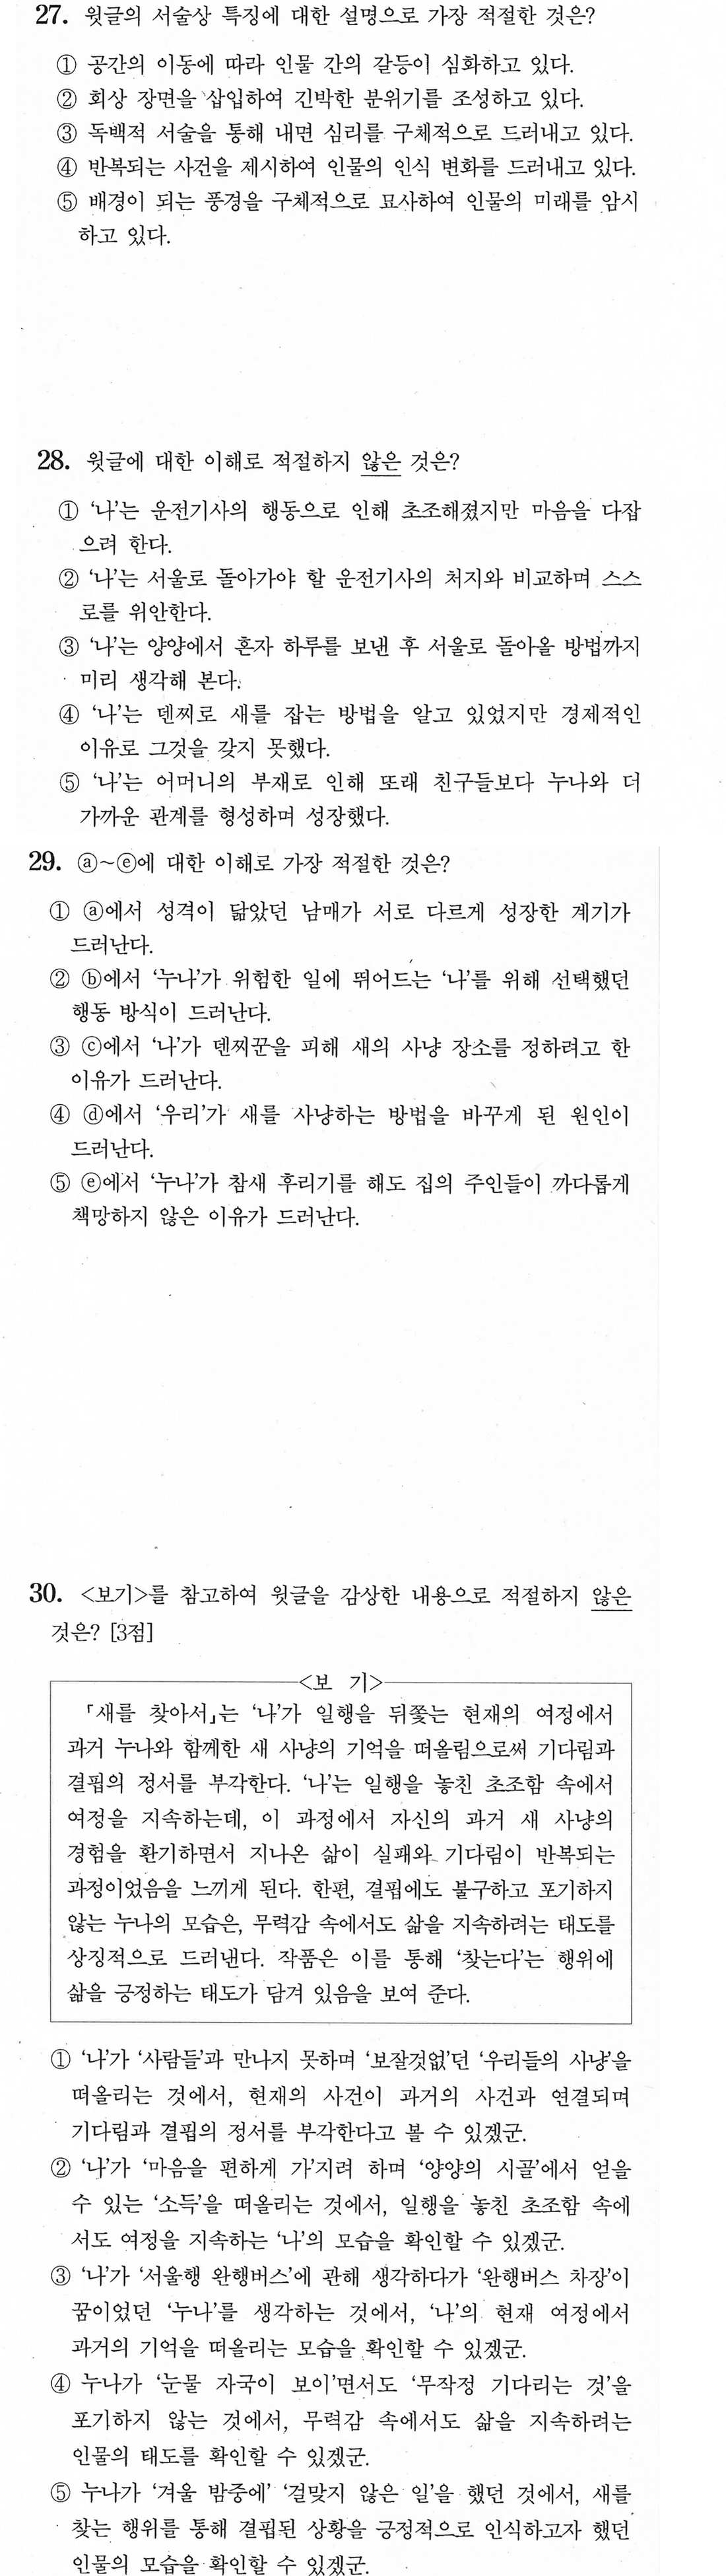 27. 윗글의 서술상 특징에 대한 설명으로 가장 적절한 것은?
① 공간의 이동에 따라 인물 간의 갈등이 심화하고 있다.
② 회상 장면을 삽입하여 긴박한 분위기를 조성하고 있다.
③ 독백적 서술을 통해 내면 심리를 구체적으로 드러내고 있다.
④ 반복되는 사건을 제시하여 인물의 인식 변화를 드러내고 있다.
⑤ 배경이 되는 풍경을 구체적으로 묘사하여 인물의 미래를 암시
하고 있다.
28. 윗글에 대한 이해로 적절하지 않은 것은?
① ‘나’는 운전기사의 행동으로 인해 초조해졌지만 마음을 다잡
으려 한다.
② ‘나’는 서울로 돌아가야 할 운전기사의 처지와 비교하며 스스
로를 위안한다.
③ ‘나’는 양양에서 혼자 하루를 보낸 후 서울로 돌아올 방법까지
미리 생각해 본다.
④ ‘나’는 덴찌로 새를 잡는 방법을 알고 있었지만 경제적인
이유로 그것을 갖지 못했다.
⑤ ‘나’는 어머니의 부재로 인해 또래 친구들보다 누나와 더
가까운 관계를 형성하며 성장했다.
29. ⓐ~ⓔ에 대한 이해로 가장 적절한 것은?
① ⓐ에서 성격이 닮았던 남매가 서로 다르게 성장한 계기가
드러난다.
② ⓑ에서 ‘누나’가 위험한 일에 뛰어드는 ‘나’를 위해 선택했던
행동 방식이 드러난다.
③ ⓒ에서 ‘나’가 덴찌꾼을 피해 새의 사냥 장소를 정하려고 한
이유가 드러난다.
④ ⓓ에서 ‘우리’가 새를 사냥하는 방법을 바꾸게 된 원인이
드러난다.
⑤ ⓔ에서 ‘누나’가 참새 후리기를 해도 집의 주인들이 까다롭게
책망하지 않은 이유가 드러난다.
30. <보기>를 참고하여 윗글을 감상한 내용으로 적절하지 않은
것은? [3점]
<보 기>
「새를 찾아서」는 ‘나’가 일행을 뒤쫓는 현재의 여정에서
과거 누나와 함께한 새 사냥의 기억을 떠올림으로써 기다림과
결핍의 정서를 부각한다. ‘나’는 일행을 놓친 초조함 속에서
여정을 지속하는데, 이 과정에서 자신의 과거 새 사냥의
경험을 환기하면서 지나온 삶이 실패와 기다림이 반복되는
과정이었음을 느끼게 된다. 한편, 결핍에도 불구하고 포기하지
않는 누나의 모습은, 무력감 속에서도 삶을 지속하려는 태도를
상징적으로 드러낸다. 작품은 이를 통해 ‘찾는다’는 행위에
삶을 긍정하는 태도가 담겨 있음을 보여 준다.
① ‘나’가 ‘사람들’과 만나지 못하며 ‘보잘것없’던 ‘우리들의 사냥’을
떠올리는 것에서, 현재의 사건이 과거의 사건과 연결되며
기다림과 결핍의 정서를 부각한다고 볼 수 있겠군.
② ‘나’가 ‘마음을 편하게 가’지려 하며 ‘양양의 시골’에서 얻을
수 있는 ‘소득’을 떠올리는 것에서, 일행을 놓친 초조함 속에
서도 여정을 지속하는 ‘나’의 모습을 확인할 수 있겠군.
③ ‘나’가 ‘서울행 완행버스’에 관해 생각하다가 ‘완행버스 차장’이
꿈이었던 ‘누나’를 생각하는 것에서, ‘나’의 현재 여정에서
과거의 기억을 떠올리는 모습을 확인할 수 있겠군.
④ 누나가 ‘눈물 자국이 보이’면서도 ‘무작정 기다리는 것’을
포기하지 않는 것에서, 무력감 속에서도 삶을 지속하려는
인물의 태도를 확인할 수 있겠군.
⑤ 누나가 ‘겨울 밤중에’ ‘걸맞지 않은 일’을 했던 것에서, 새를
찾는 행위를 통해 결핍된 상황을 긍정적으로 인식하고자 했던
인물의 모습을 확인할 수 있겠군.